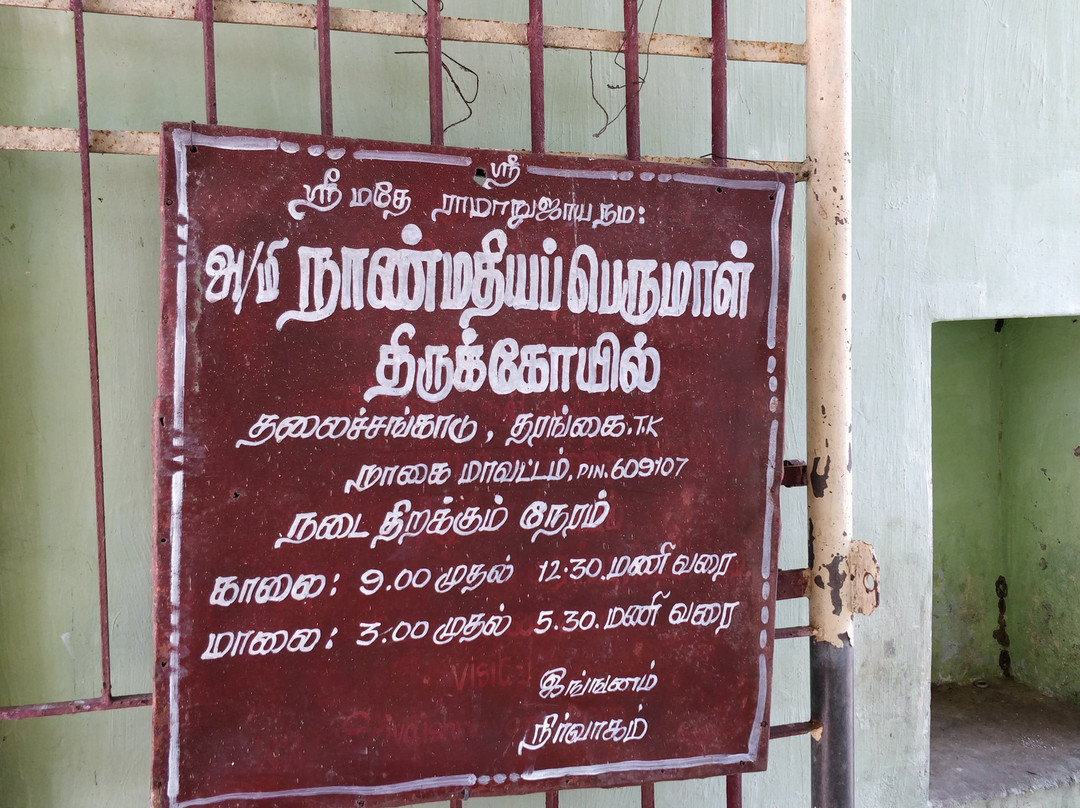 ஸ்ரீ
ஸ்ரீ மதே ராமாநுஜாய நம:
அ/மி நாண்மதீயப்பெருமாள்
திருக்கோயில்
தலைச்சங்காடு, தரங்கை.T.K
நாகை மாவட்டம். PIN. 609107
நடை திறக்கும் நேரம்
காலை: 9.00 முதல் 12.30. மணி வரை
மாலை: 3.00 முதல் 5.30. மணி வரை
இங்ஙனம்
நிர்வாகம்